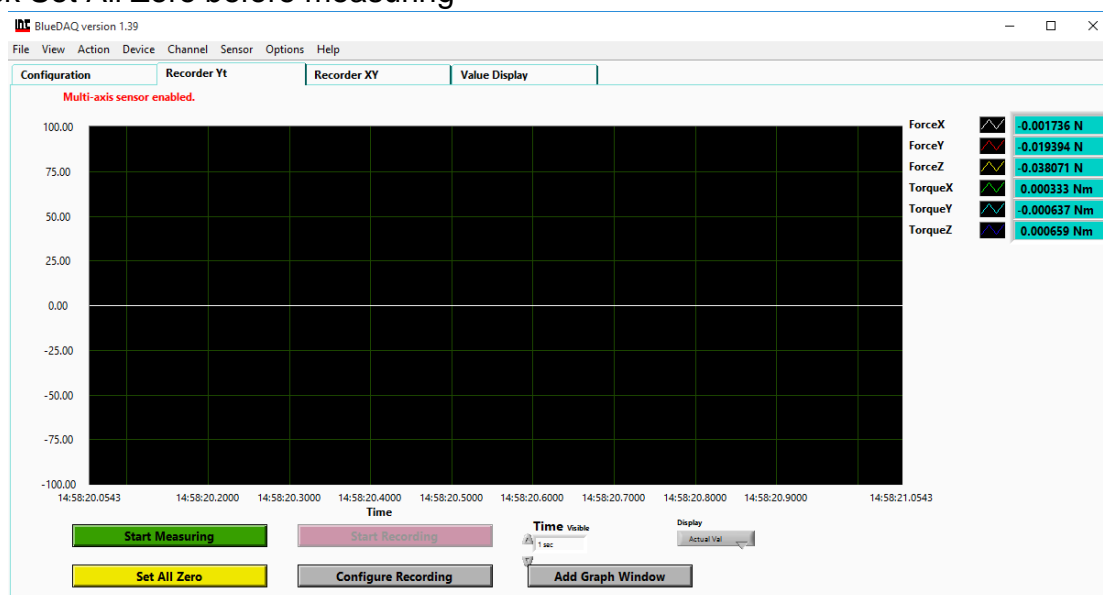 Set All Zero before measuring
BlueDAQ version 1.39
File View Action Device Channel Sensor Options Help
Configuration Recorder Yt Recorder XY Value Display
Multi-axis sensor enabled.
100.00
75.00
50.00
25.00
0.00
-25.00
-50.00
-75.00
-100.00
14:58:20.0543 14:58:20.2000 14:58:20.3000 14:58:20.4000 14:58:20.5000 14:58:20.6000 14:58:20.7000 14:58:20.8000 14:58:20.9000 14:58:21.0543
Time
ForceX -0.001736 N
ForceY -0.019394 N
ForceZ -0.038071 N
TorqueX 0.000333 Nm
TorqueY -0.000637 Nm
TorqueZ 0.000659 Nm
Start Measuring Start Recording
Time Visible
1 sec
Display
Actual Val
Set All Zero Configure Recording Add Graph Window